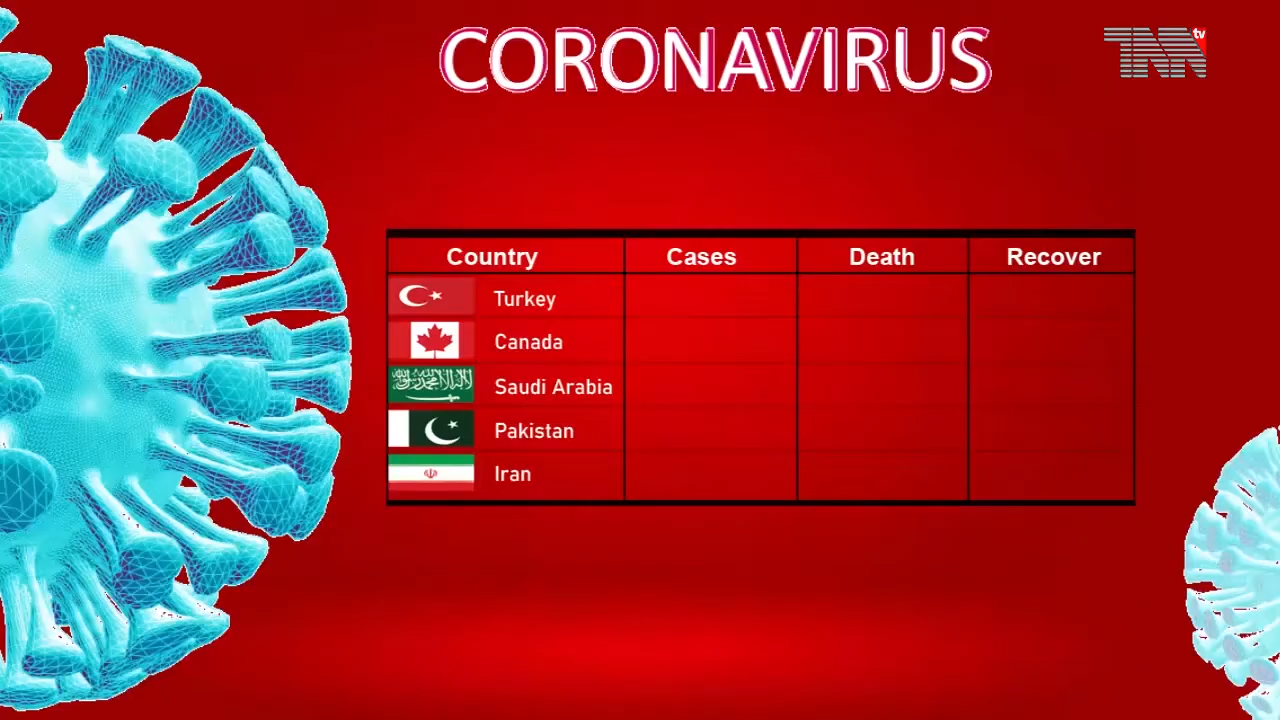 CORONAVIRUS
TNN tv
Country Cases Death Recover
Turkey
Canada
Saudi Arabia
Pakistan
Iran